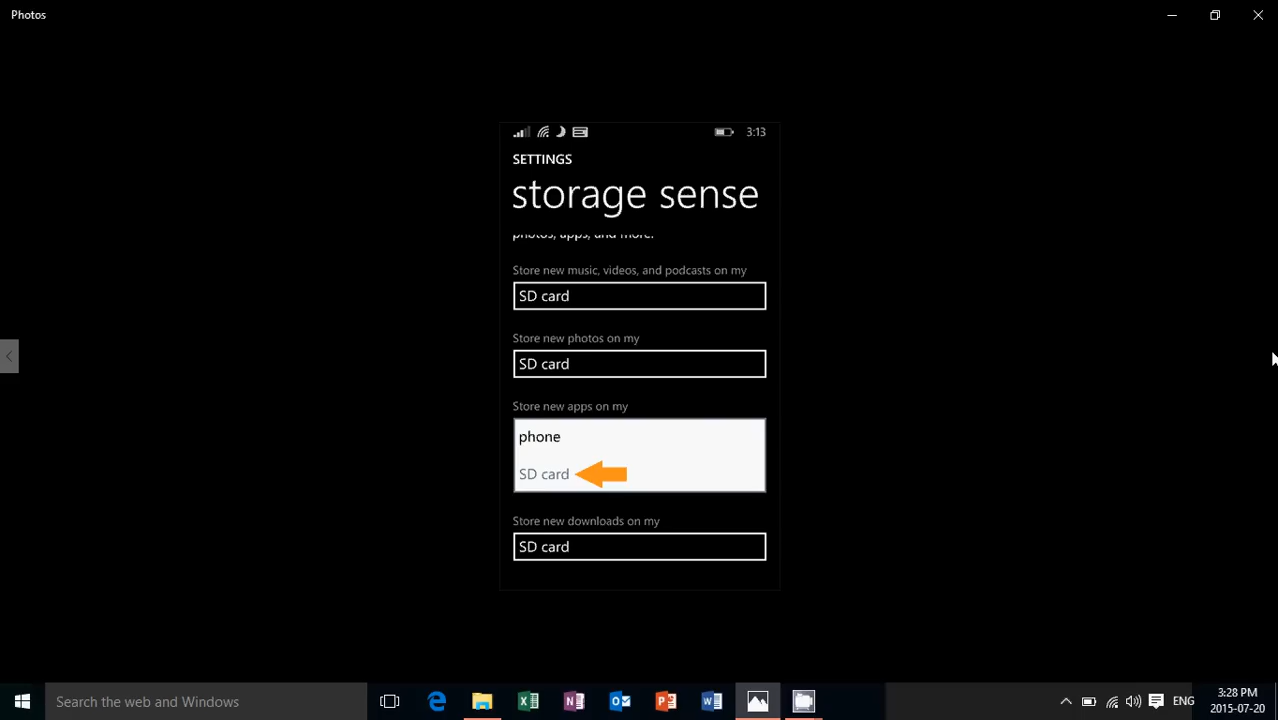 Photos
3:13
SETTINGS
storage sense
photos, apps, and more.
Store new music, videos, and podcasts on my
SD card
Store new photos on my
SD card
Store new apps on my
phone
SD card
Store new downloads on my
SD card
Search the web and Windows
ENG
3:28 PM
2015-07-20